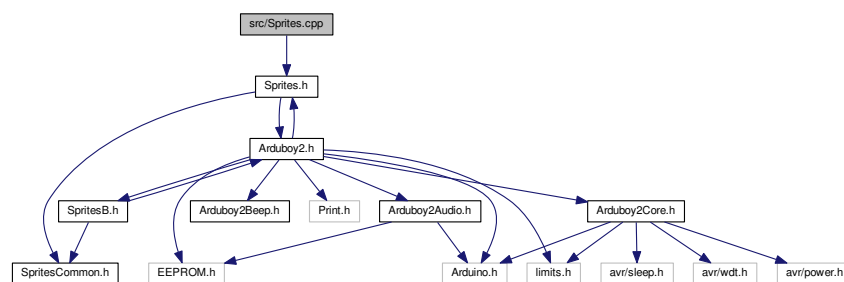 src/Sprites.cpp
Sprites.h
Arduboy2.h
SpritesB.h
Arduboy2Beep.h
Print.h
Arduboy2Audio.h
Arduboy2Core.h
SpritesCommon.h
EEPROM.h
Arduino.h
limits.h
avr/sleep.h
avr/wdt.h
avr/power.h